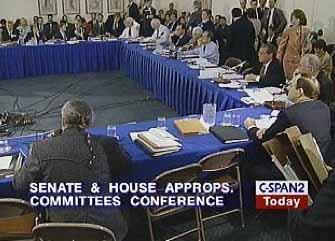 SENATE & HOUSE APPROPS.
COMMITTEES CONFERENCE
C-SPAN2
Today